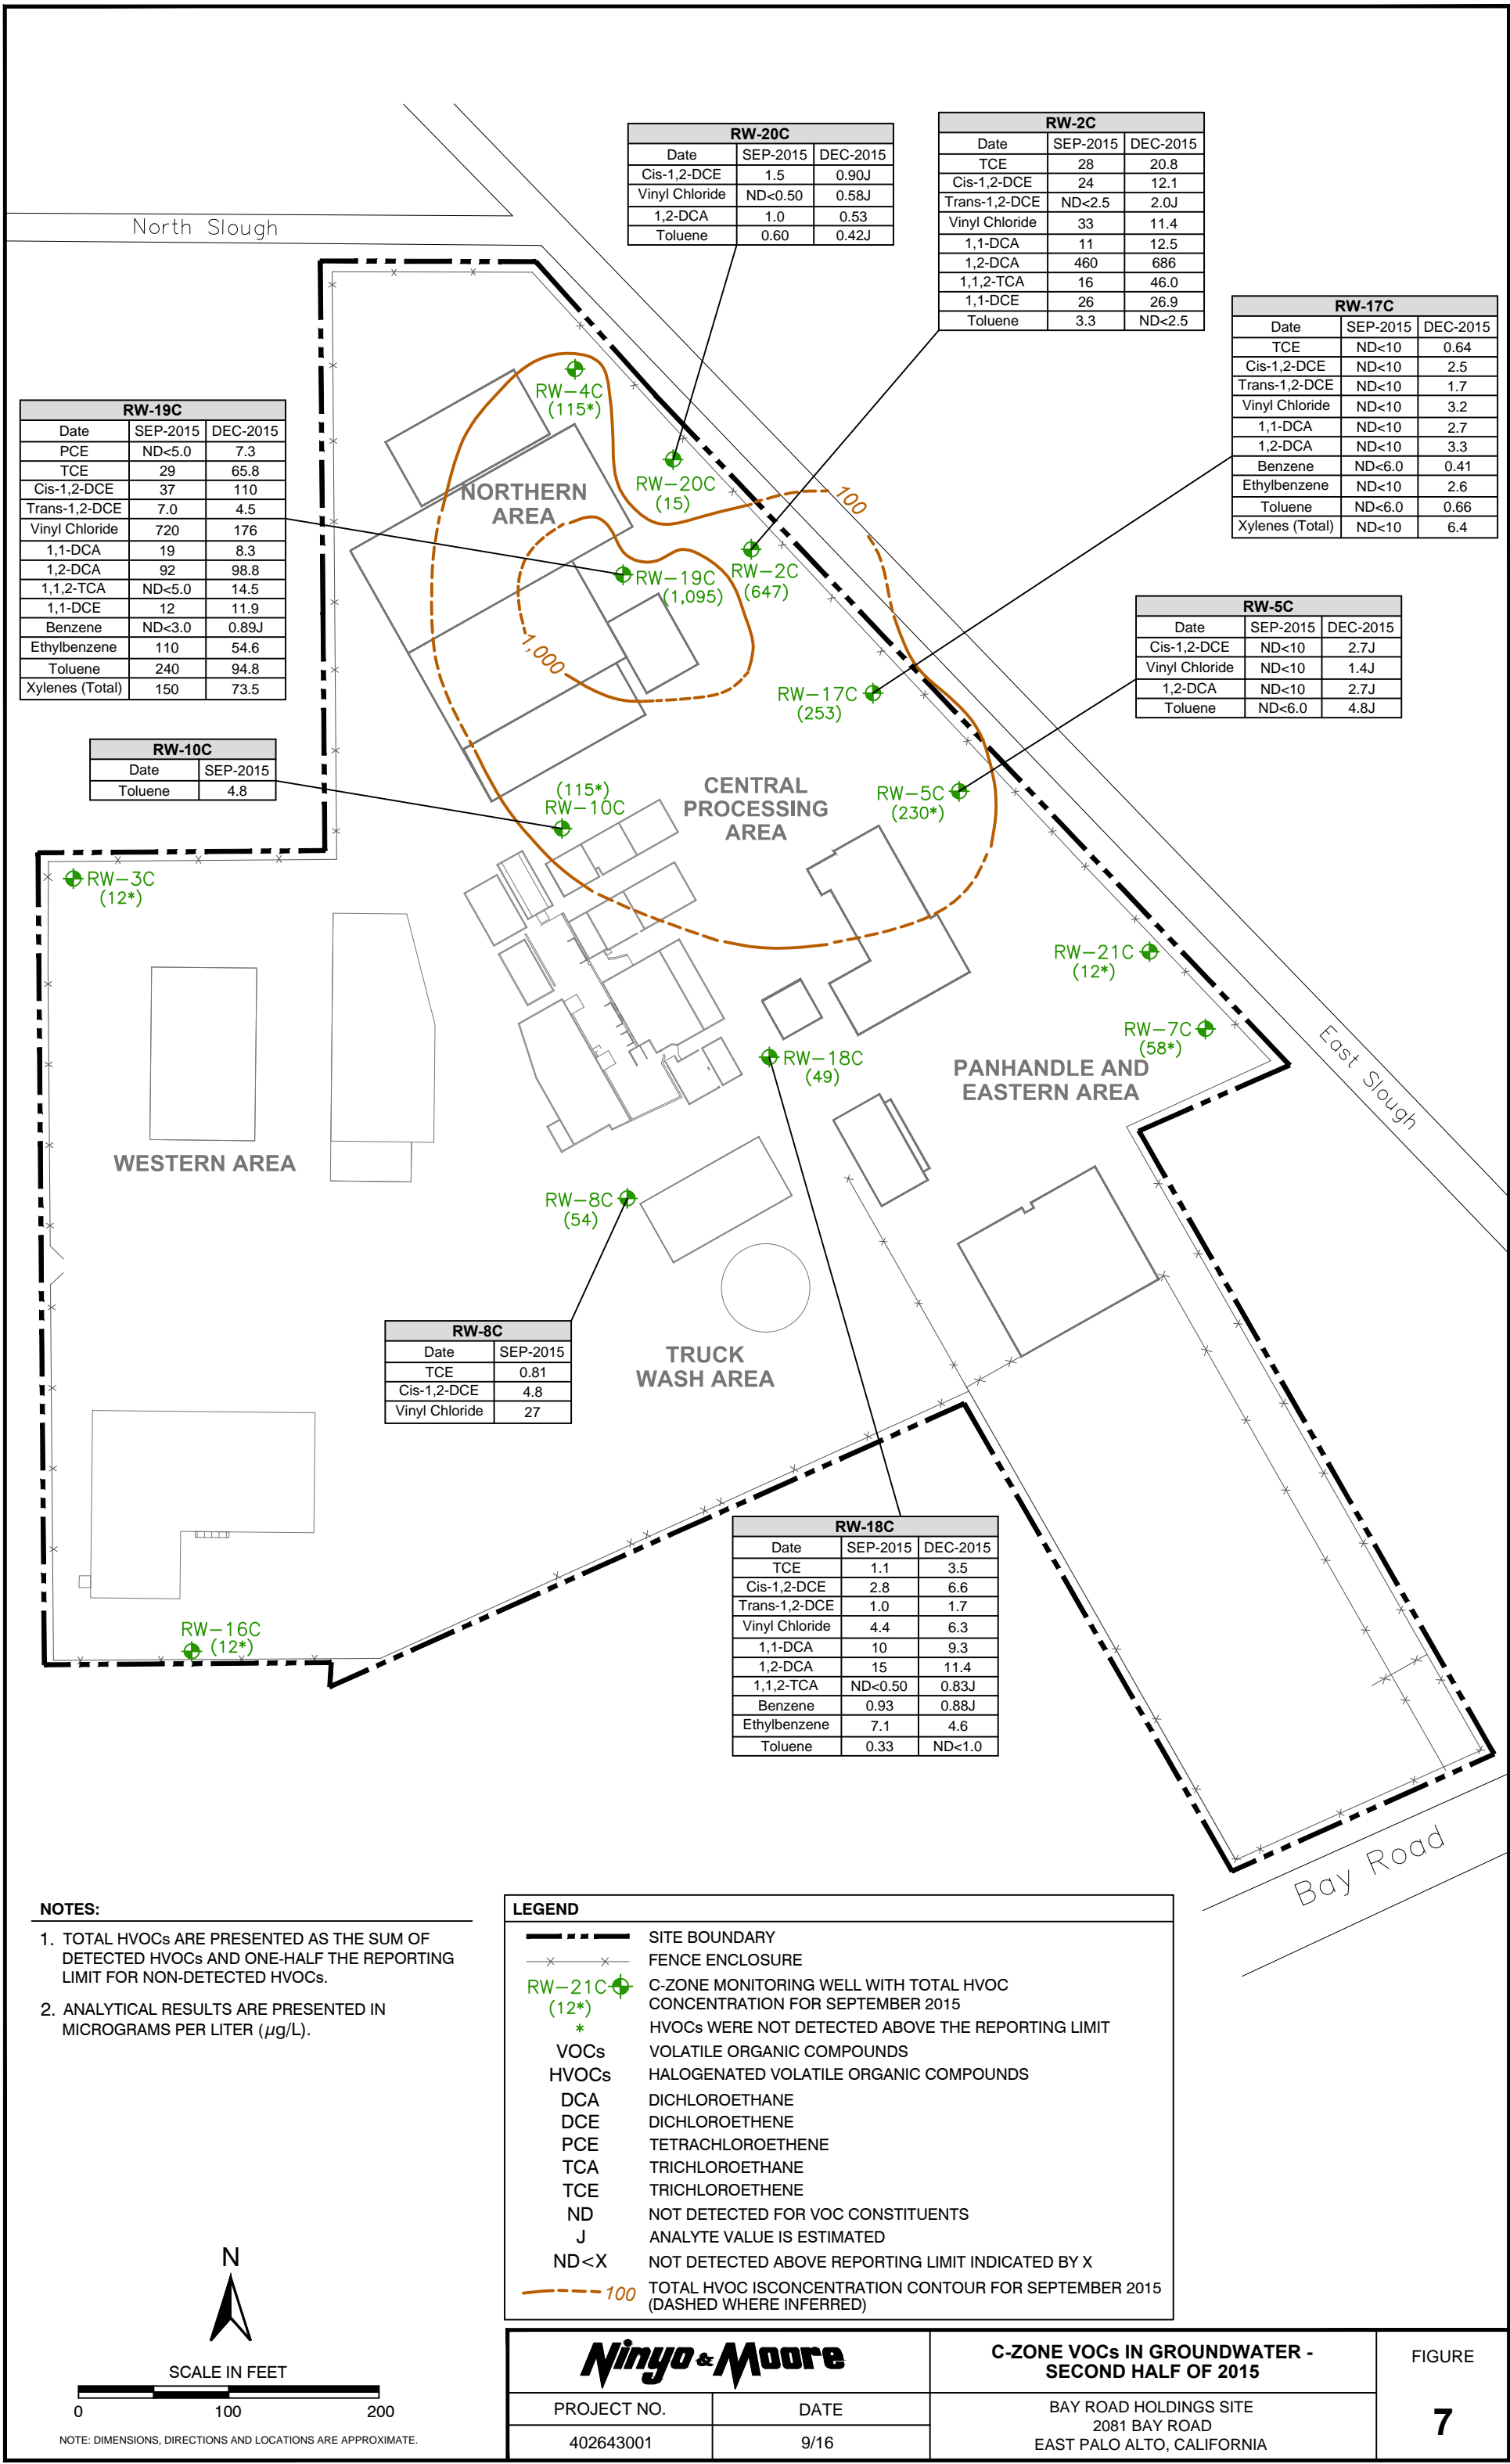 RW-20C
Date SEP-2015 DEC-2015
Cis-1,2-DCE 1.5 0.90J
Vinyl Chloride ND<0.50 0.58J
1,2-DCA 1.0 0.53
Toluene 0.60 0.42J
RW-2C
Date SEP-2015 DEC-2015
TCE 28 20.8
Cis-1,2-DCE 24 12.1
Trans-1,2-DCE ND<2.5 2.0J
Vinyl Chloride 33 11.4
1,1-DCA 11 12.5
1,2-DCA 460 686
1,1,2-TCA 16 46.0
1,1-DCE 26 26.9
Toluene 3.3 ND<2.5
North Slough
RW-17C
Date SEP-2015 DEC-2015
TCE ND<10 0.64
Cis-1,2-DCE ND<10 2.5
Trans-1,2-DCE ND<10 1.7
Vinyl Chloride ND<10 3.2
1,1-DCA ND<10 2.7
1,2-DCA ND<10 3.3
Benzene ND<6.0 0.41
Ethylbenzene ND<10 2.6
Toluene ND<6.0 0.66
Xylenes (Total) ND<10 6.4
RW-19C
Date SEP-2015 DEC-2015
PCE ND<5.0 7.3
TCE 29 65.8
Cis-1,2-DCE 37 110
Trans-1,2-DCE 7.0 4.5
Vinyl Chloride 720 176
1,1-DCA 19 8.3
1,2-DCA 92 98.8
1,1,2-TCA ND<5.0 14.5
1,1-DCE 12 11.9
Benzene ND<3.0 0.89J
Ethylbenzene 110 54.6
Toluene 240 94.8
Xylenes (Total) 150 73.5
RW-4C
(115*)
RW-20C
(15)
NORTHERN
AREA
100
RW-19C
(1,095)
RW-2C
(647)
1,000
RW-5C
Date SEP-2015 DEC-2015
Cis-1,2-DCE ND<10 2.7J
Vinyl Chloride ND<10 1.4J
1,2-DCA ND<10 2.7J
Toluene ND<6.0 4.8J
RW-17C
(253)
RW-10C
Date SEP-2015
Toluene 4.8
(115*)
RW-10C
CENTRAL
PROCESSING
AREA
RW-5C
(230*)
RW-3C
(12*)
RW-21C
(12*)
RW-7C
(58*)
RW-18C
(49)
PANHANDLE AND
EASTERN AREA
East Slough
WESTERN AREA
RW-8C
(54)
RW-8C
Date SEP-2015
TCE 0.81
Cis-1,2-DCE 4.8
Vinyl Chloride 27
TRUCK
WASH AREA
RW-18C
Date SEP-2015 DEC-2015
TCE 1.1 3.5
Cis-1,2-DCE 2.8 6.6
Trans-1,2-DCE 1.0 1.7
Vinyl Chloride 4.4 6.3
1,1-DCA 10 9.3
1,2-DCA 15 11.4
1,1,2-TCA ND<0.50 0.83J
Benzene 0.93 0.88J
Ethylbenzene 7.1 4.6
Toluene 0.33 ND<1.0
RW-16C
(12*)
Bay Road
NOTES:
1. TOTAL HVOCs ARE PRESENTED AS THE SUM OF
DETECTED HVOCs AND ONE-HALF THE REPORTING
LIMIT FOR NON-DETECTED HVOCs.
2. ANALYTICAL RESULTS ARE PRESENTED IN
MICROGRAMS PER LITER (µg/L).
LEGEND
SITE BOUNDARY
FENCE ENCLOSURE
RW-21C C-ZONE MONITORING WELL WITH TOTAL HVOC
(12*) CONCENTRATION FOR SEPTEMBER 2015
* HVOCs WERE NOT DETECTED ABOVE THE REPORTING LIMIT
VOCs VOLATILE ORGANIC COMPOUNDS
HVOCs HALOGENATED VOLATILE ORGANIC COMPOUNDS
DCA DICHLOROETHANE
DCE DICHLOROETHENE
PCE TETRACHLOROETHENE
TCA TRICHLOROETHANE
TCE TRICHLOROETHENE
ND NOT DETECTED FOR VOC CONSTITUENTS
J ANALYTE VALUE IS ESTIMATED
ND<X NOT DETECTED ABOVE REPORTING LIMIT INDICATED BY X
100 TOTAL HVOC ISCONCENTRATION CONTOUR FOR SEPTEMBER 2015
(DASHED WHERE INFERRED)
N
SCALE IN FEET
0 100 200
NOTE: DIMENSIONS, DIRECTIONS AND LOCATIONS ARE APPROXIMATE.
Ninyo & Moore
PROJECT NO. DATE
402643001 9/16
C-ZONE VOCs IN GROUNDWATER -
SECOND HALF OF 2015
BAY ROAD HOLDINGS SITE
2081 BAY ROAD
EAST PALO ALTO, CALIFORNIA
FIGURE
7